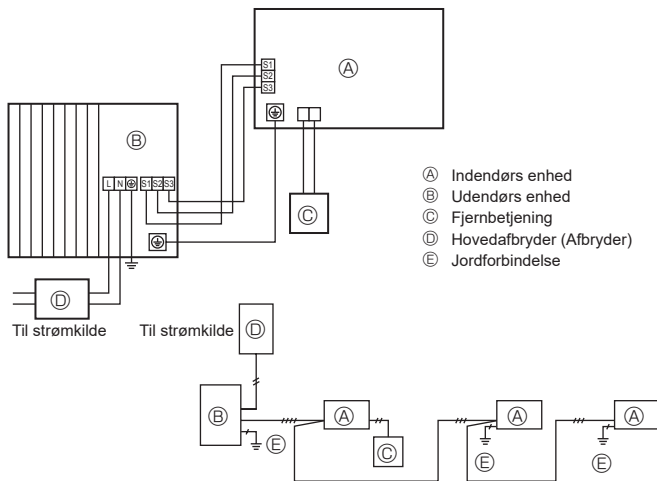 S1
S2
S3
Ⓐ
Ⓑ
L N S1 S2 S3
Ⓒ
Ⓓ
Til strømkilde
Ⓐ Indendørs enhed
Ⓑ Udendørs enhed
Ⓒ Fjernbetjening
Ⓓ Hovedafbryder (Afbryder)
Ⓔ Jordforbindelse
Til strømkilde
Ⓓ
Ⓑ
Ⓐ
Ⓐ
Ⓐ
Ⓔ
Ⓒ
Ⓔ
Ⓔ